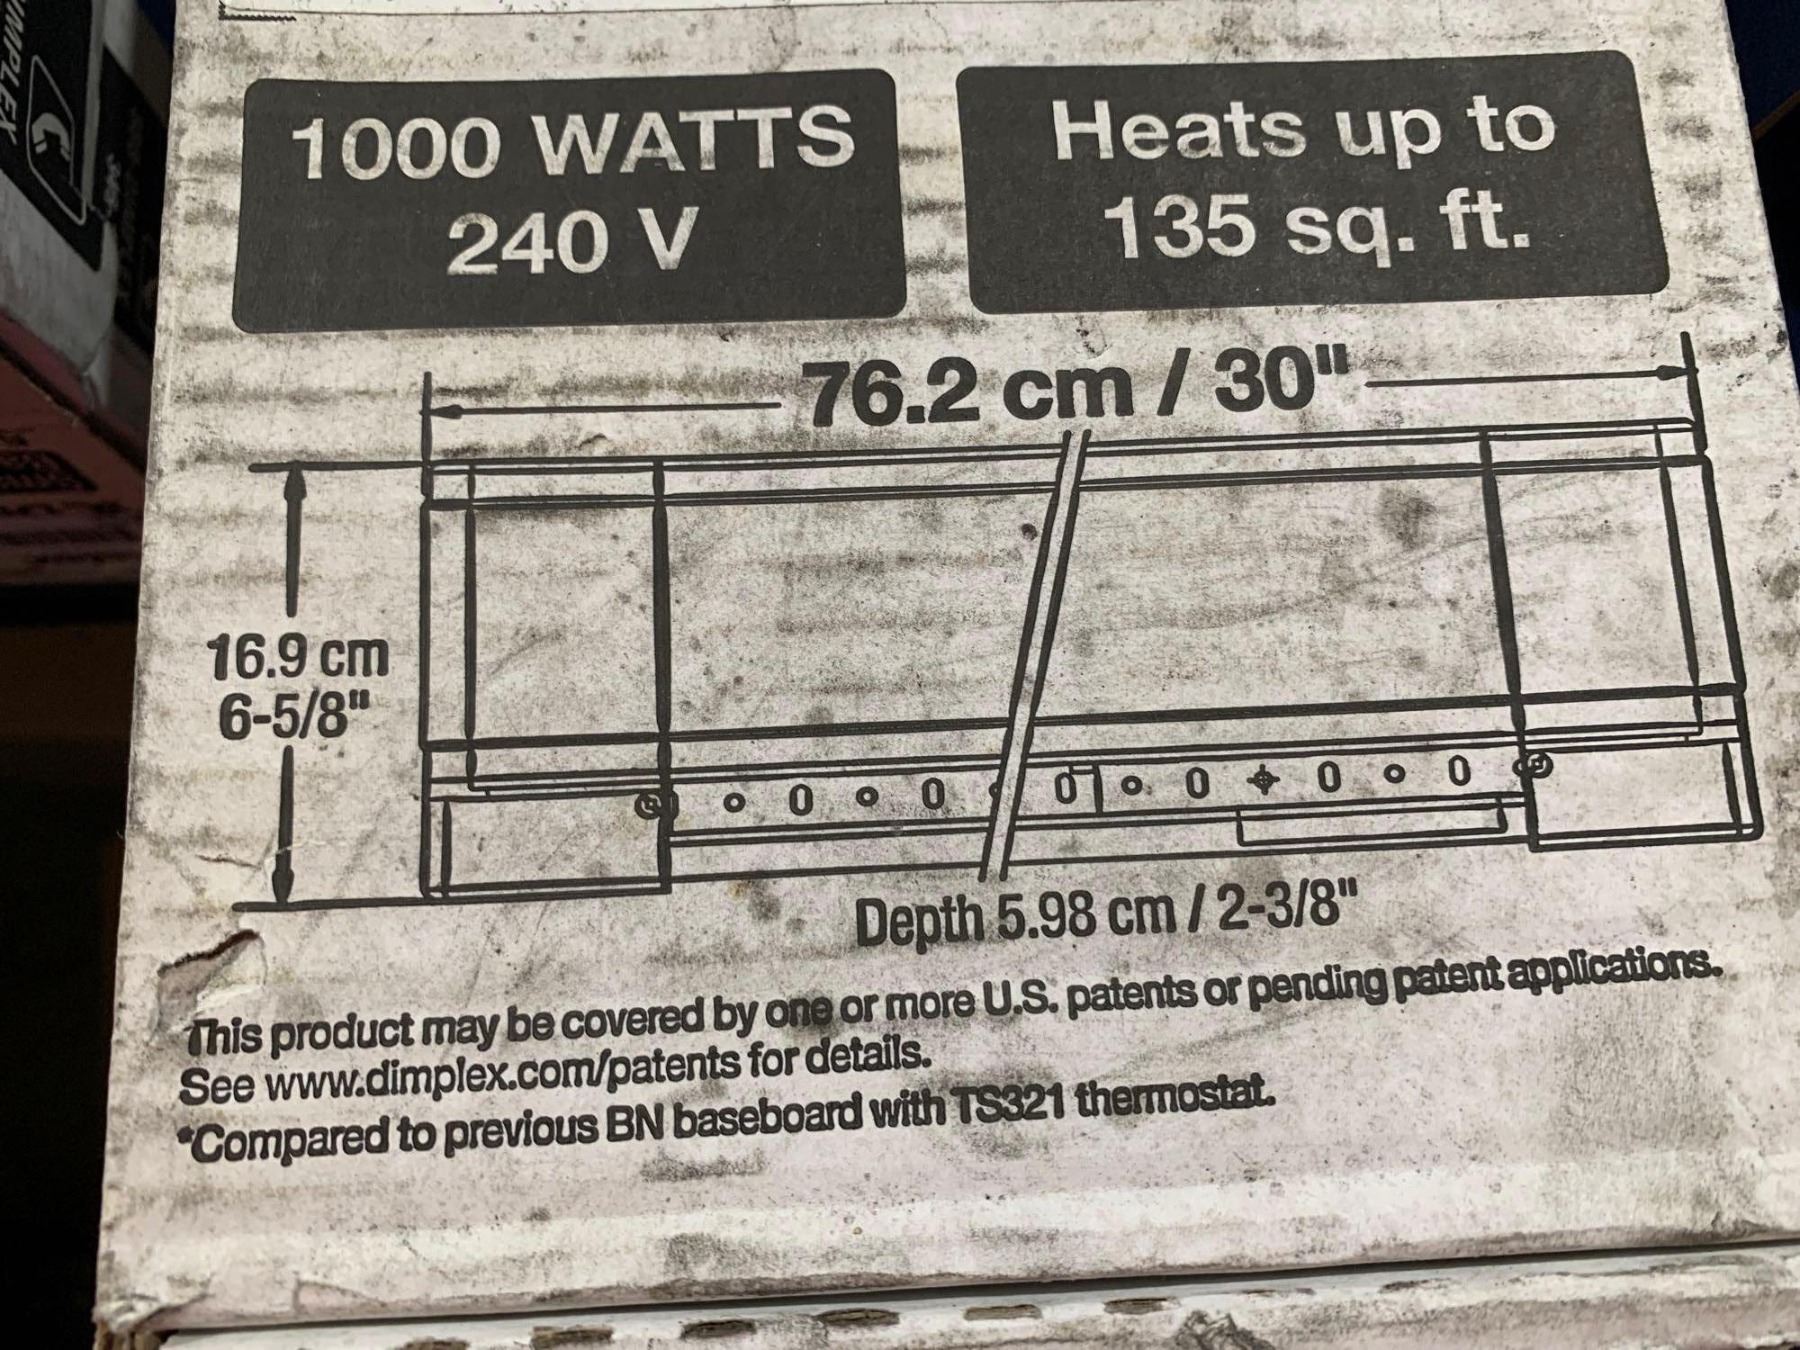 1000 WATTS
240 V
Heats up to
135 sq. ft.
76.2 cm / 30"
16.9 cm
6-5/8"
Depth 5.98 cm / 2-3/8"
This product may be covered by one or more U.S. patents or pending patent applications.
See www.dimplex.com/patents for details.
*Compared to previous BN baseboard with TS321 thermostat.